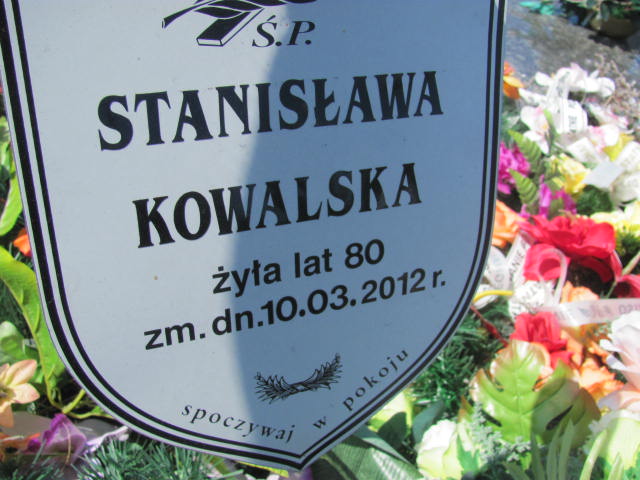 Ś.P.
STANISŁAWA
KOWALSKA
żyła lat 80
zm. dn.10.03.2012 r.
spoczywaj w pokoju